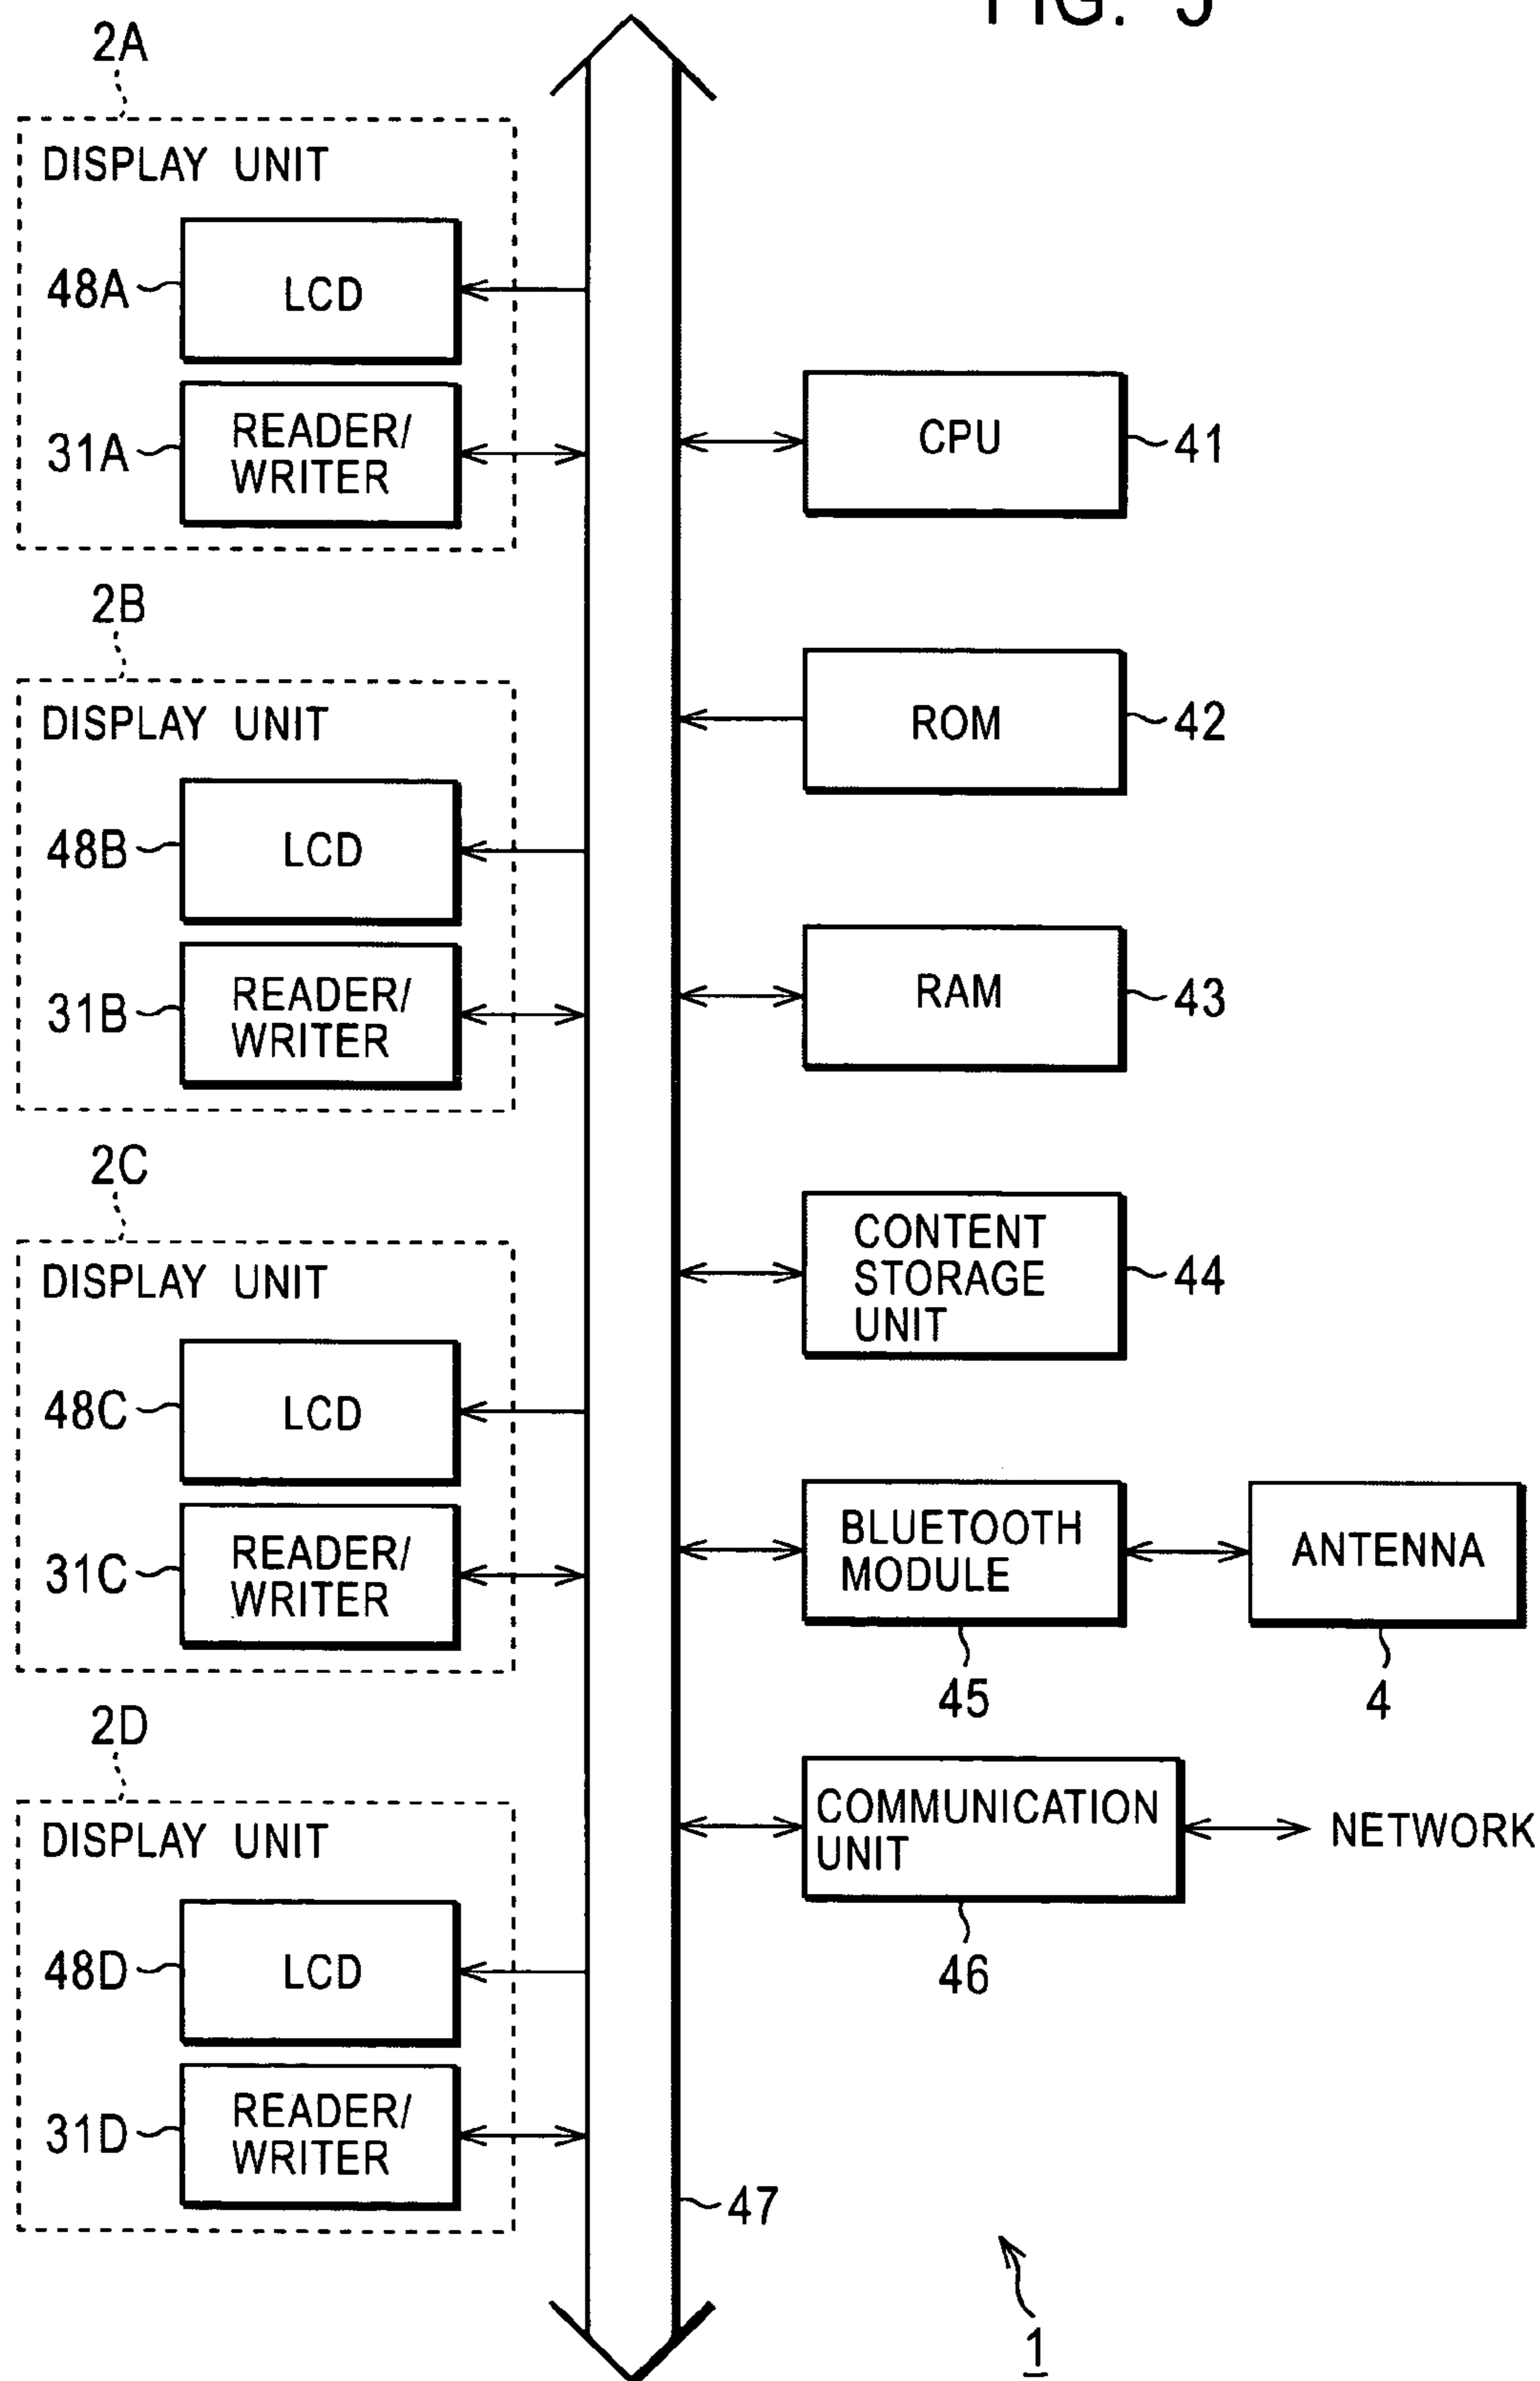 FIG. 5
2A
DISPLAY UNIT
48A
LCD
31A
READER/
WRITER
2B
DISPLAY UNIT
48B
LCD
31B
READER/
WRITER
2C
DISPLAY UNIT
48C
LCD
31C
READER/
WRITER
2D
DISPLAY UNIT
48D
LCD
31D
READER/
WRITER
CPU
41
ROM
42
RAM
43
CONTENT
STORAGE
UNIT
44
BLUETOOTH
MODULE
45
ANTENNA
4
COMMUNICATION
UNIT
46
NETWORK
47
1